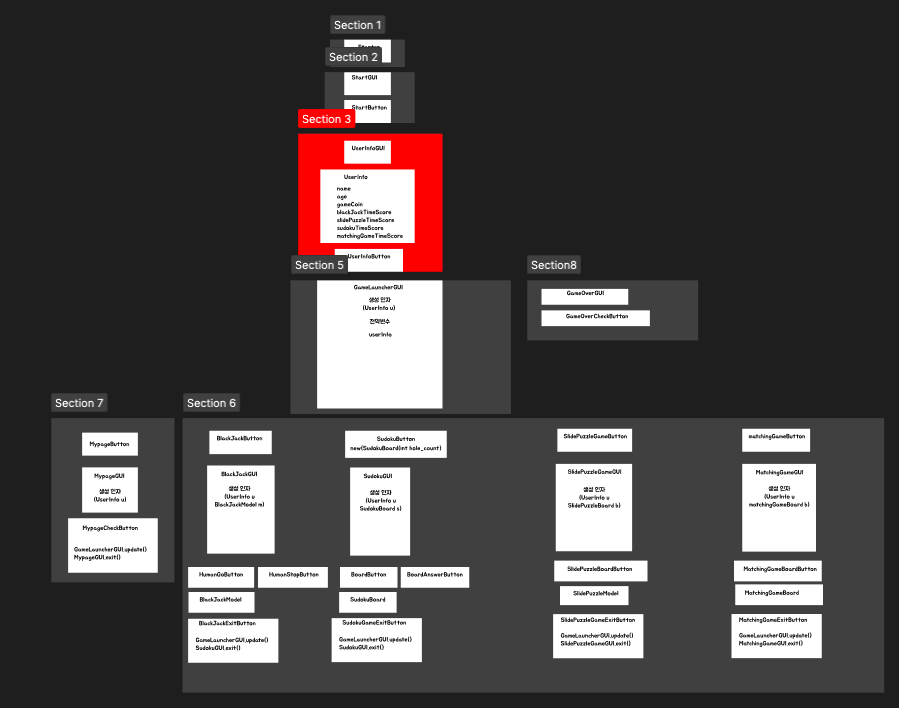 Section 1
Section 2
StartGUI
StartButton
Section 3
UserInfoGUI
UserInfo
name
age
gameCoin
blackJackTimeScore
slidePuzzleTimeScore
sudokuTimeScore
matchingGameTimeScore
UserInfoButton
Section 5
GameLauncherGUI
생성 인자
(UserInfo u)
전역변수
userInfo
Section8
GameOverGUI
GameOverCheckButton
Section 7
MypageButton
MypageGUI
생성 인자
(UserInfo u)
MypageCheckButton
GameLauncherGUI.update()
MypageGUI.exit()
Section 6
BlackJackButton
BlackJackGUI
생성 인자
(UserInfo u
BlackJackModel m)
HumanGoButton
HumanStopButton
BlackJackModel
BlackJackExitButton
GameLauncherGUI.update()
SudokuGUI.exit()
SudokuButton
new(SudokuBoard(int hole_count)
SudokuGUI
생성 인자
(UserInfo u
SudokuBoard s)
BoardButton
BoardAnswerButton
SudokuBoard
SudokuGameExitButton
GameLauncherGUI.update()
SudokuGUI.exit()
SlidePuzzleGameButton
SlidePuzzleGameGUI
생성 인자
(UserInfo u
SlidePuzzleBoard b)
SlidePuzzleBoardButton
SlidePuzzleModel
SlidePuzzleGameExitButton
GameLauncherGUI.update()
SlidePuzzleGameGUI.exit()
matchingGameButton
MatchingGameGUI
생성 인자
(UserInfo u
matchingGameBoard b)
MatchingGameBoardButton
MatchingGameBoard
MatchingGameExitButton
GameLauncherGUI.update()
MatchingGameGUI.exit()